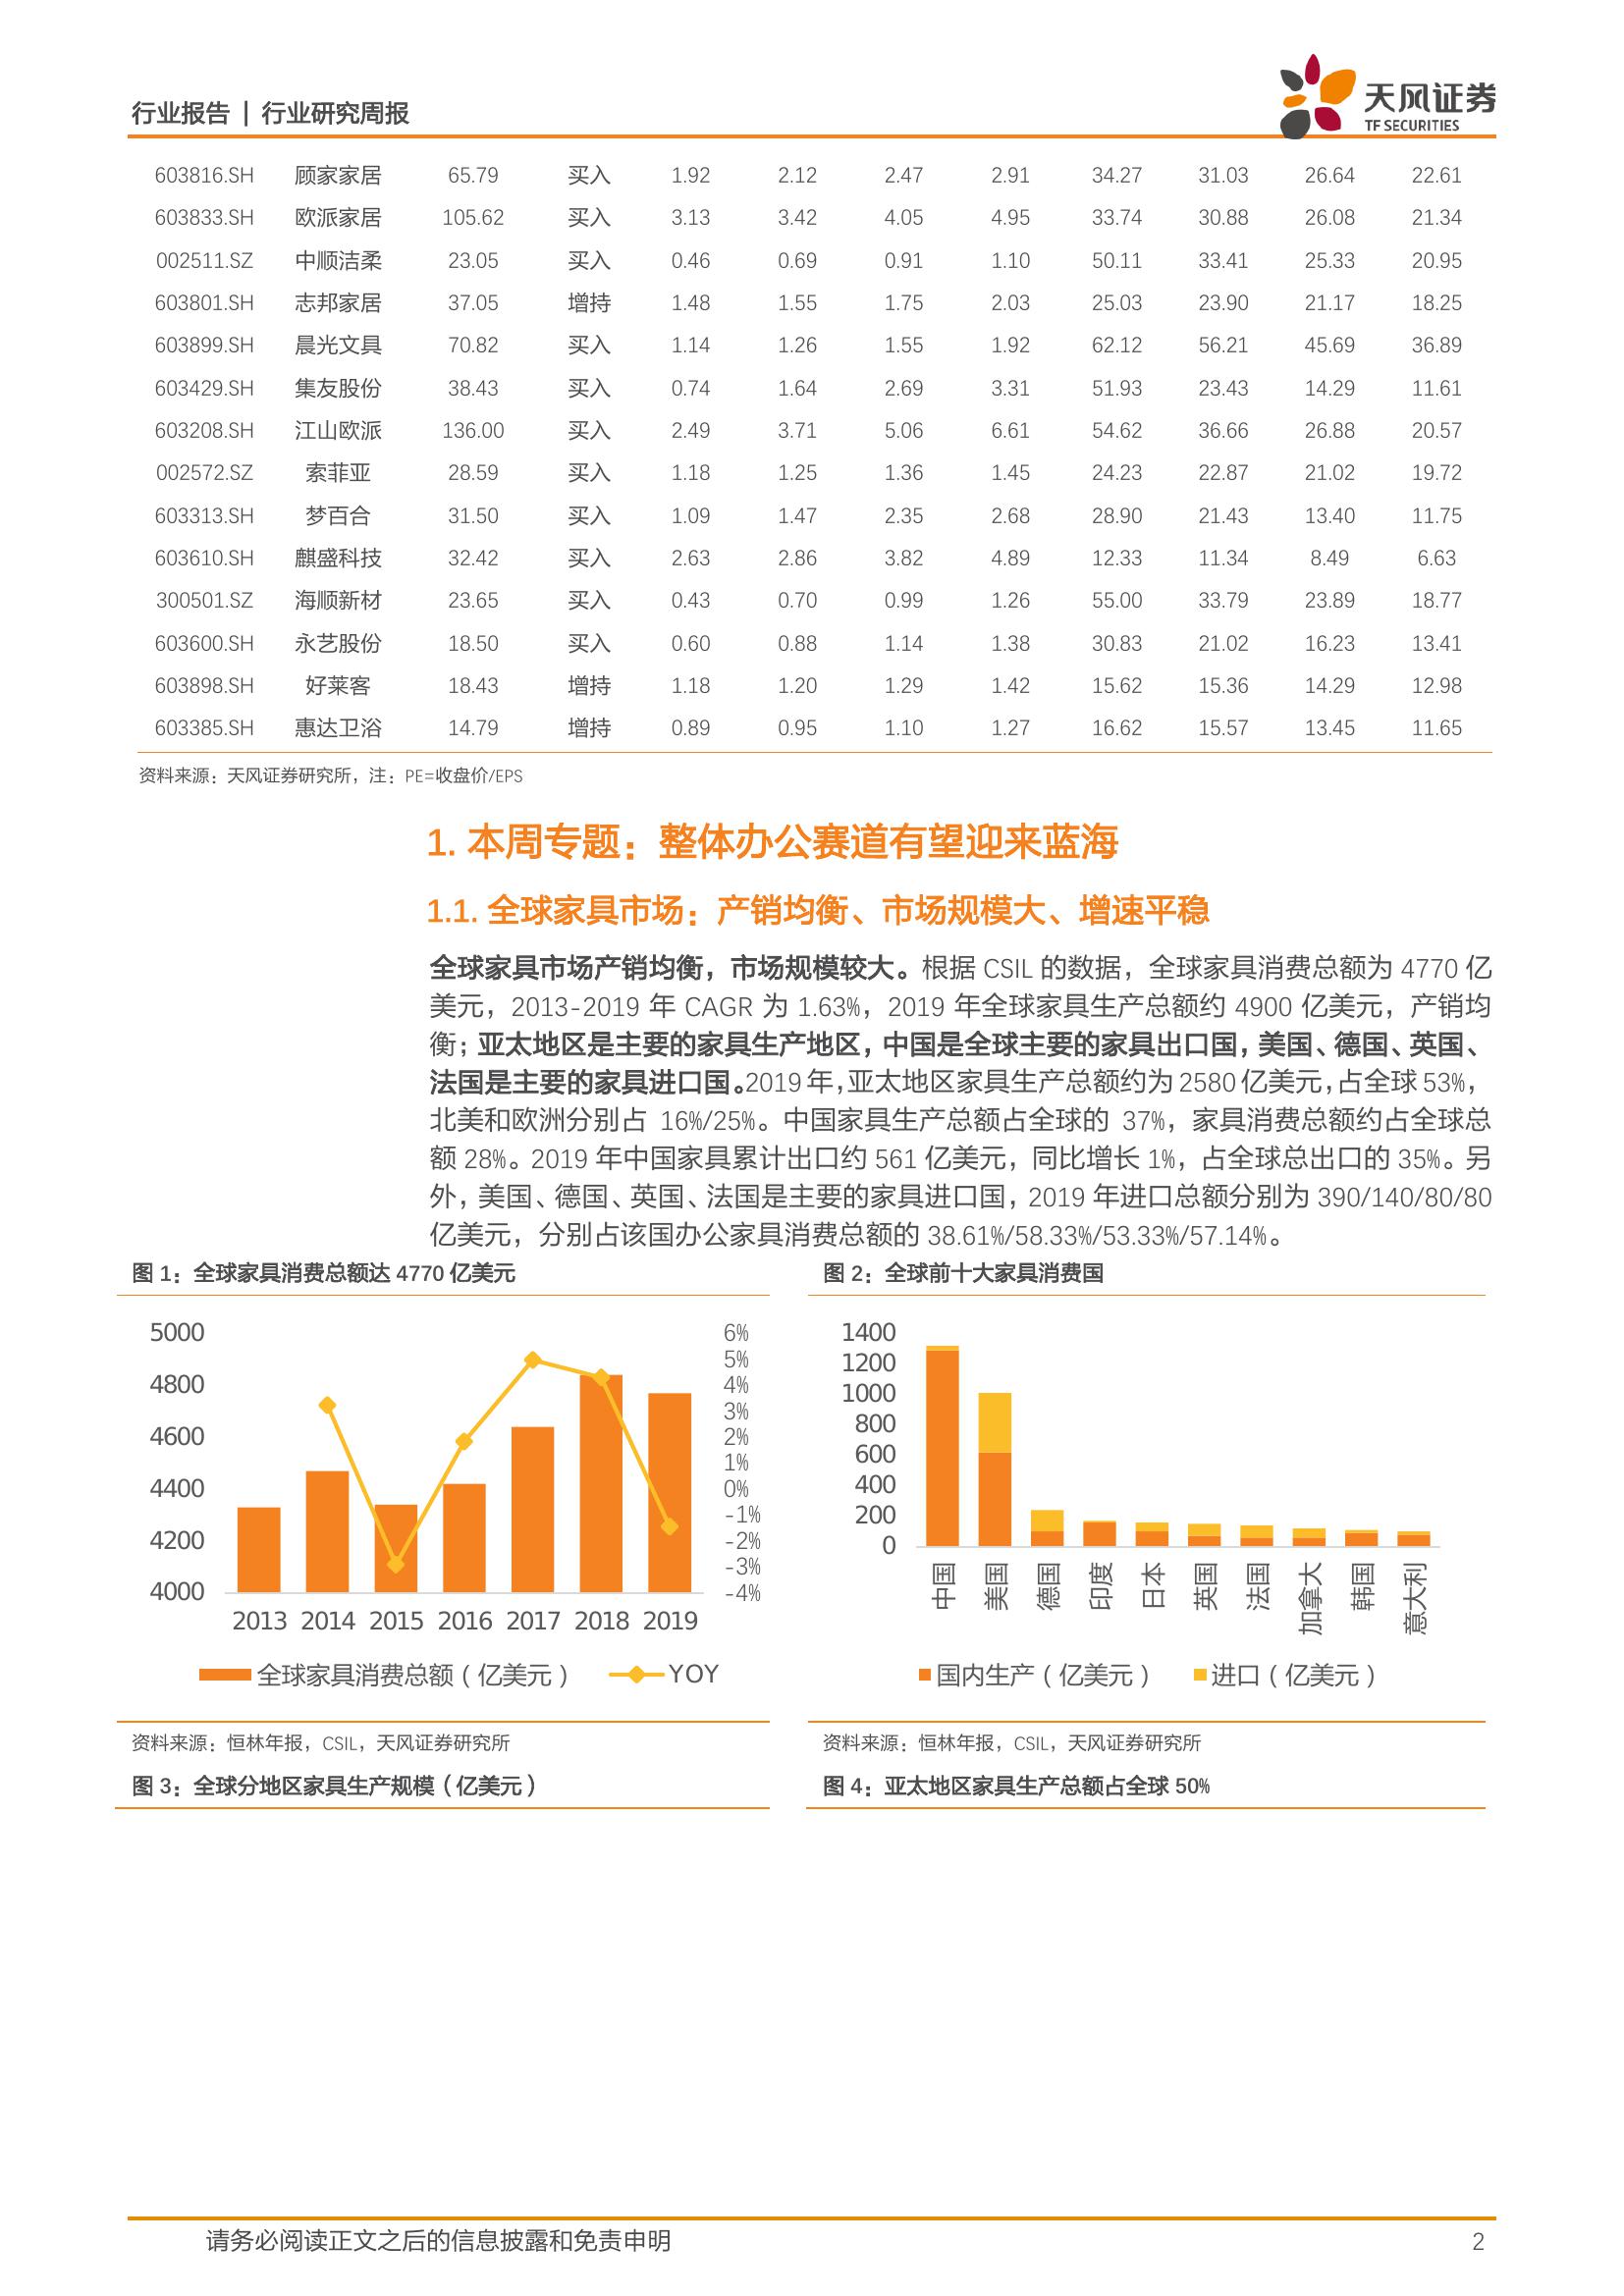 行业报告 | 行业研究周报
天风证券
TF SECURITIES
603816.SH 顾家家居 65.79 买入 1.92 2.12 2.47 2.91 34.27 31.03 26.64 22.61
603833.SH 欧派家居 105.62 买入 3.13 3.42 4.05 4.95 33.74 30.88 26.08 21.34
002511.SZ 中顺洁柔 23.05 买入 0.46 0.69 0.91 1.10 50.11 33.41 25.33 20.95
603801.SH 志邦家居 37.05 增持 1.48 1.55 1.75 2.03 25.03 23.90 21.17 18.25
603899.SH 晨光文具 70.82 买入 1.14 1.26 1.55 1.92 62.12 56.21 45.69 36.89
603429.SH 集友股份 38.43 买入 0.74 1.64 2.69 3.31 51.93 23.43 14.29 11.61
603208.SH 江山欧派 136.00 买入 2.49 3.71 5.06 6.61 54.62 36.66 26.88 20.57
002572.SZ 索菲亚 28.59 买入 1.18 1.25 1.36 1.45 24.23 22.87 21.02 19.72
603313.SH 梦百合 31.50 买入 1.09 1.47 2.35 2.68 28.90 21.43 13.40 11.75
603610.SH 麒盛科技 32.42 买入 2.63 2.86 3.82 4.89 12.33 11.34 8.49 6.63
300501.SZ 海顺新材 23.65 买入 0.43 0.70 0.99 1.26 55.00 33.79 23.89 18.77
603600.SH 永艺股份 18.50 买入 0.60 0.88 1.14 1.38 30.83 21.02 16.23 13.41
603898.SH 好莱客 18.43 增持 1.18 1.20 1.29 1.42 15.62 15.36 14.29 12.98
603385.SH 惠达卫浴 14.79 增持 0.89 0.95 1.10 1.27 16.62 15.57 13.45 11.65
资料来源：天风证券研究所，注：PE=收盘价/EPS
1. 本周专题：整体办公赛道有望迎来蓝海
1.1. 全球家具市场：产销均衡、市场规模大、增速平稳
全球家具市场产销均衡，市场规模较大。根据 CSIL 的数据，全球家具消费总额为 4770 亿
美元，2013-2019 年 CAGR 为 1.63%，2019 年全球家具生产总额约 4900 亿美元，产销均
衡；亚太地区是主要的家具生产地区，中国是全球主要的家具出口国，美国、德国、英国、
法国是主要的家具进口国。2019 年，亚太地区家具生产总额约为 2580 亿美元，占全球 53%，
北美和欧洲分别占 16%/25%。中国家具生产总额占全球的 37%，家具消费总额约占全球总
额 28%。2019 年中国家具累计出口约 561 亿美元，同比增长 1%，占全球总出口的 35%。另
外，美国、德国、英国、法国是主要的家具进口国，2019 年进口总额分别为 390/140/80/80
亿美元，分别占该国办公家具消费总额的 38.61%/58.33%/53.33%/57.14%。
图 1：全球家具消费总额达 4770 亿美元
5000
4800
4600
4400
4200
4000
6%
5%
4%
3%
2%
1%
0%
-1%
-2%
-3%
-4%
2013 2014 2015 2016 2017 2018 2019
全球家具消费总额（亿美元） YOY
资料来源：恒林年报，CSIL，天风证券研究所
图 2：全球前十大家具消费国
1400
1200
1000
800
600
400
200
0
中国 美国 德国 印度 日本 英国 法国 加拿大 韩国 意大利
国内生产（亿美元） 进口（亿美元）
资料来源：恒林年报，CSIL，天风证券研究所
图 3：全球分地区家具生产规模（亿美元）
图 4：亚太地区家具生产总额占全球 50%
请务必阅读正文之后的信息披露和免责申明
2